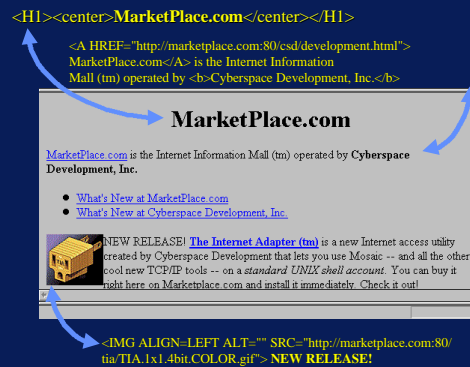 <H1><center>MarketPlace.com</center></H1>
<A HREF="http://marketplace.com:80/csd/development.html">
MarketPlace.com</A> is the Internet Information
Mall (tm) operated by <b>Cyberspace Development, Inc.</b>
MarketPlace.com
MarketPlace.com is the Internet Information Mall (tm) operated by Cyberspace
Development, Inc.
What's New at MarketPlace.com
What's New at Cyberspace Development, Inc.
NEW RELEASE! The Internet Adapter (tm) is a new Internet access utility
created by Cyberspace Development that lets you use Mosaic -- and all the other
cool new TCP/IP tools -- on a standard UNIX shell account. You can buy it
right here on Marketplace.com and install it immediately. Check it out!
<IMG ALIGN=LEFT ALT="" SRC="http://marketplace.com:80/
tia/TIA.1x1.4bit.COLOR.gif"> NEW RELEASE!